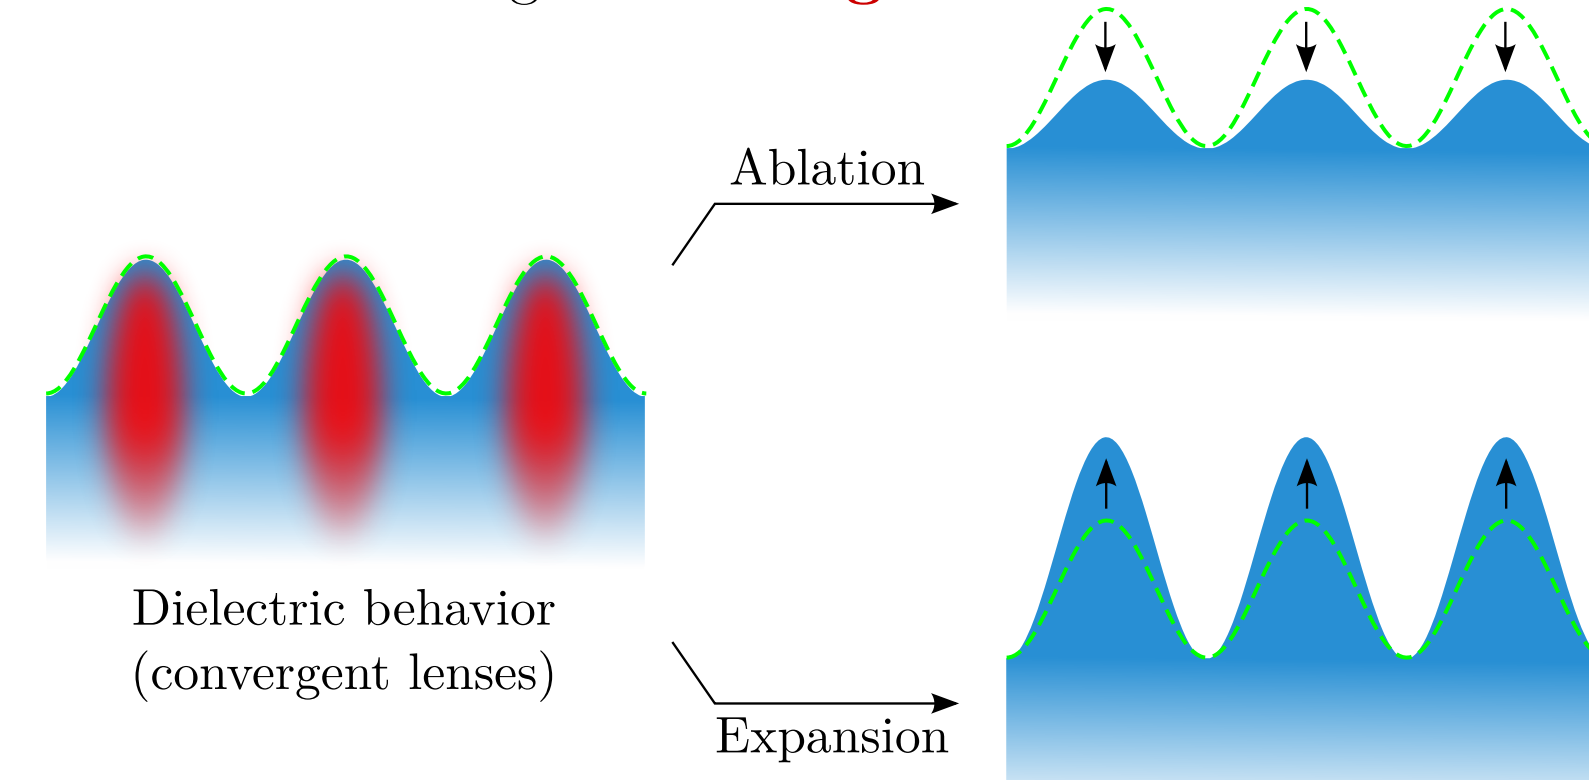 Ablation
Dielectric behavior
(convergent lenses)
Expansion